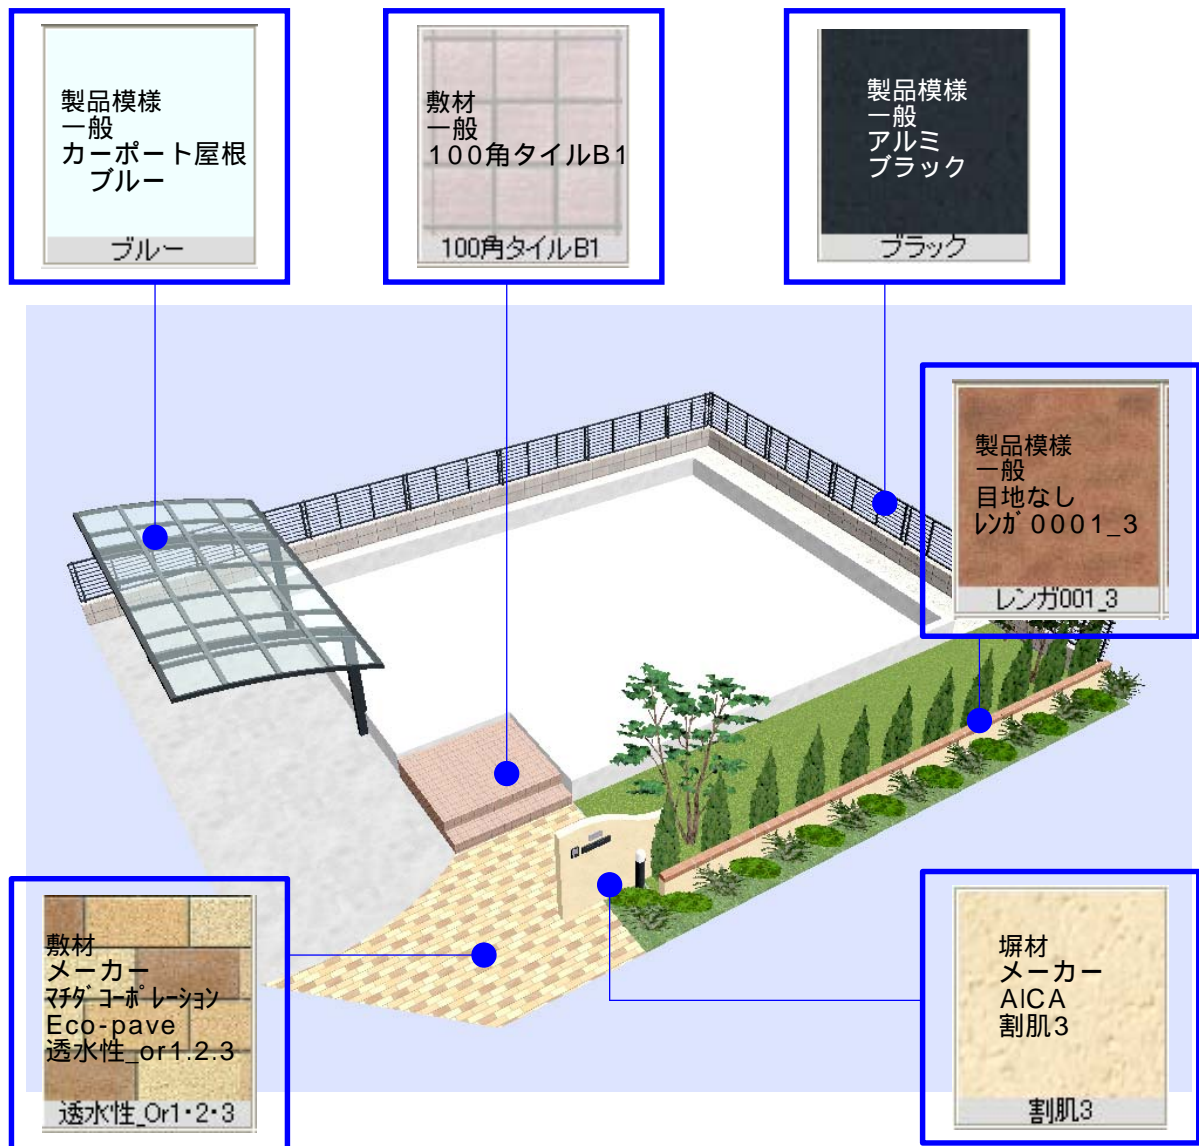 製品模様
一般
カーポート屋根
ブルー
ブルー
敷材
一般
100角タイルB1
100角タイルB1
製品模様
一般
アルミ
ブラック
ブラック
製品模様
一般
目地なし
ﾚﾝｶﾞ0001_3
レンガ001_3
敷材
メーカー
ﾏﾁﾀﾞｺｰﾎﾟﾚｰｼｮﾝ
Eco-pave
透水性_or1.2.3
透水性_Or1・2・3
塀材
メーカー
AICA
割肌3
割肌3